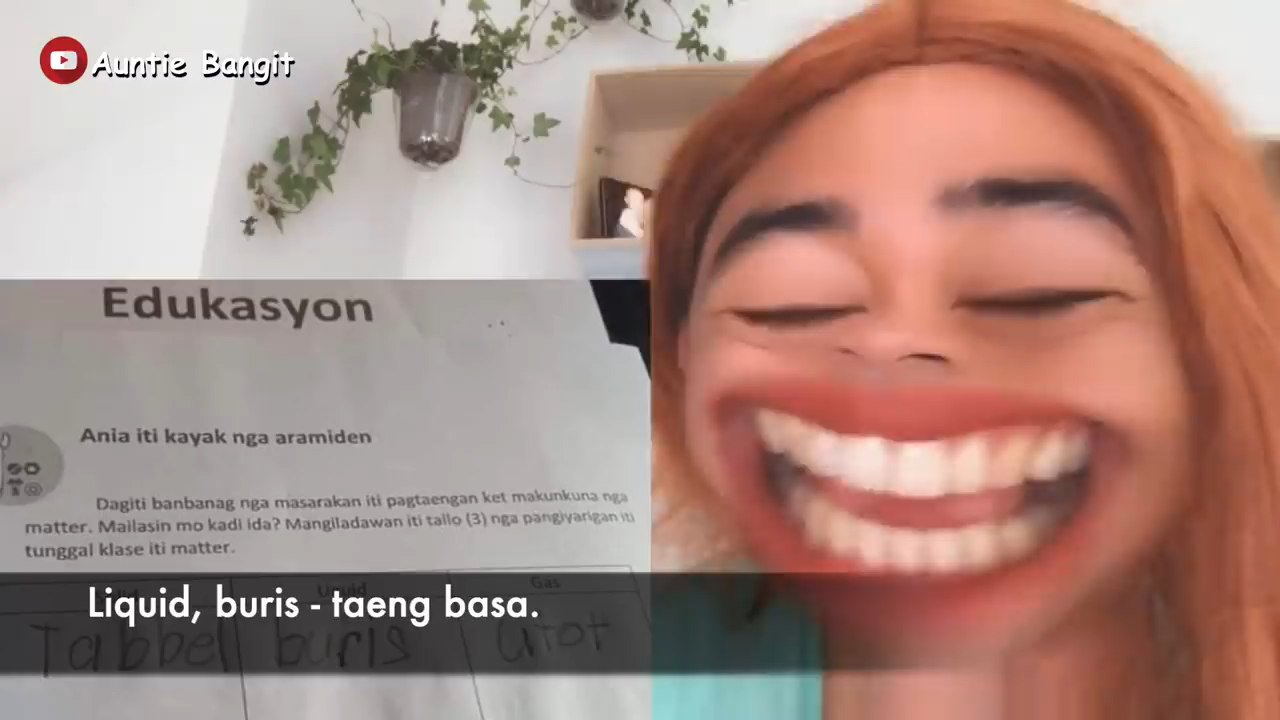 Auntie Bangit
Edukasyon
Ania iti kayak nga aramiden
Dagiti banbanag nga masarakan iti pagtaengan ket makunkuna nga
matter. Mailasin mo kadi ida? Mangiladawan iti tallo (3) nga pangiyarigan iti
tunggal klase iti matter.
Liquid Gas
Liquid, buris - taeng basa.
Tabbel buris